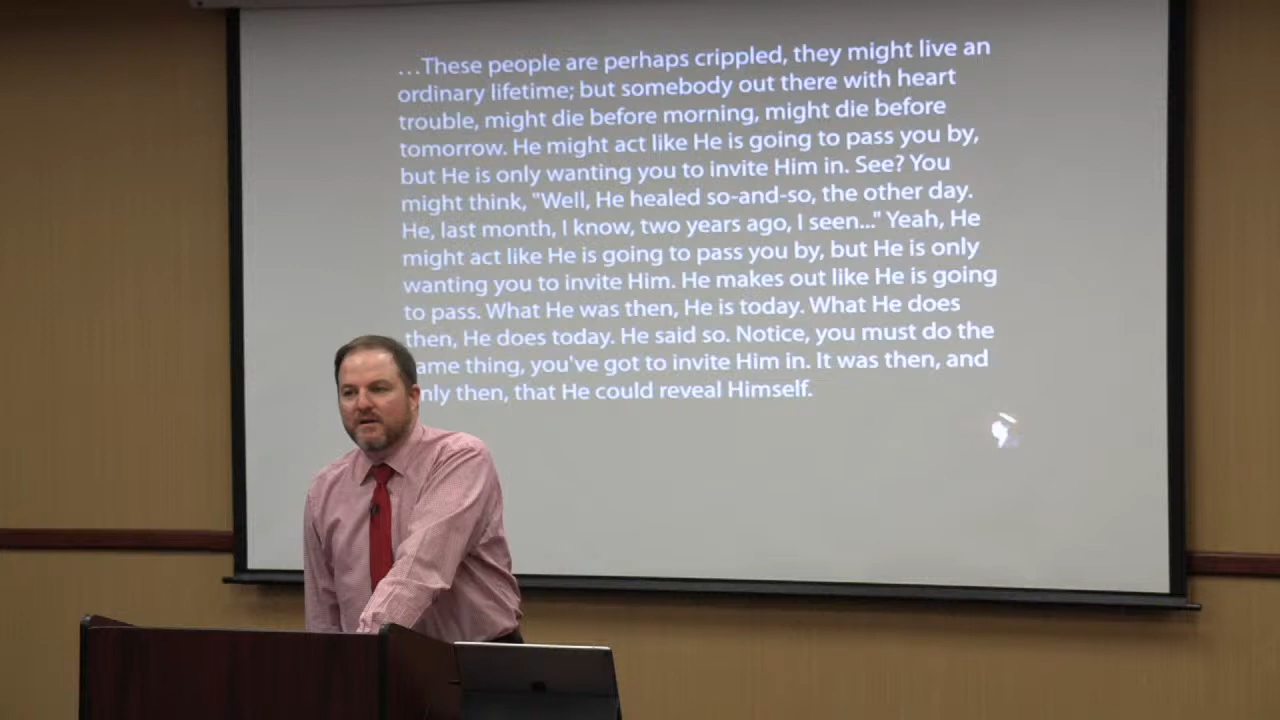 …These people are perhaps crippled, they might live an
ordinary lifetime; but somebody out there with heart
trouble, might die before morning, might die before
tomorrow. He might act like He is going to pass you by,
but He is only wanting you to invite Him in. See? You
might think, "Well, He healed so-and-so, the other day.
He, last month, I know, two years ago, I seen..." Yeah, He
might act like He is going to pass you by, but He is only
wanting you to invite Him. He makes out like He is going
to pass. What He was then, He is today. What He does
then, He does today. He said so. Notice, you must do the
ame thing, you've got to invite Him in. It was then, and
nly then, that He could reveal Himself.